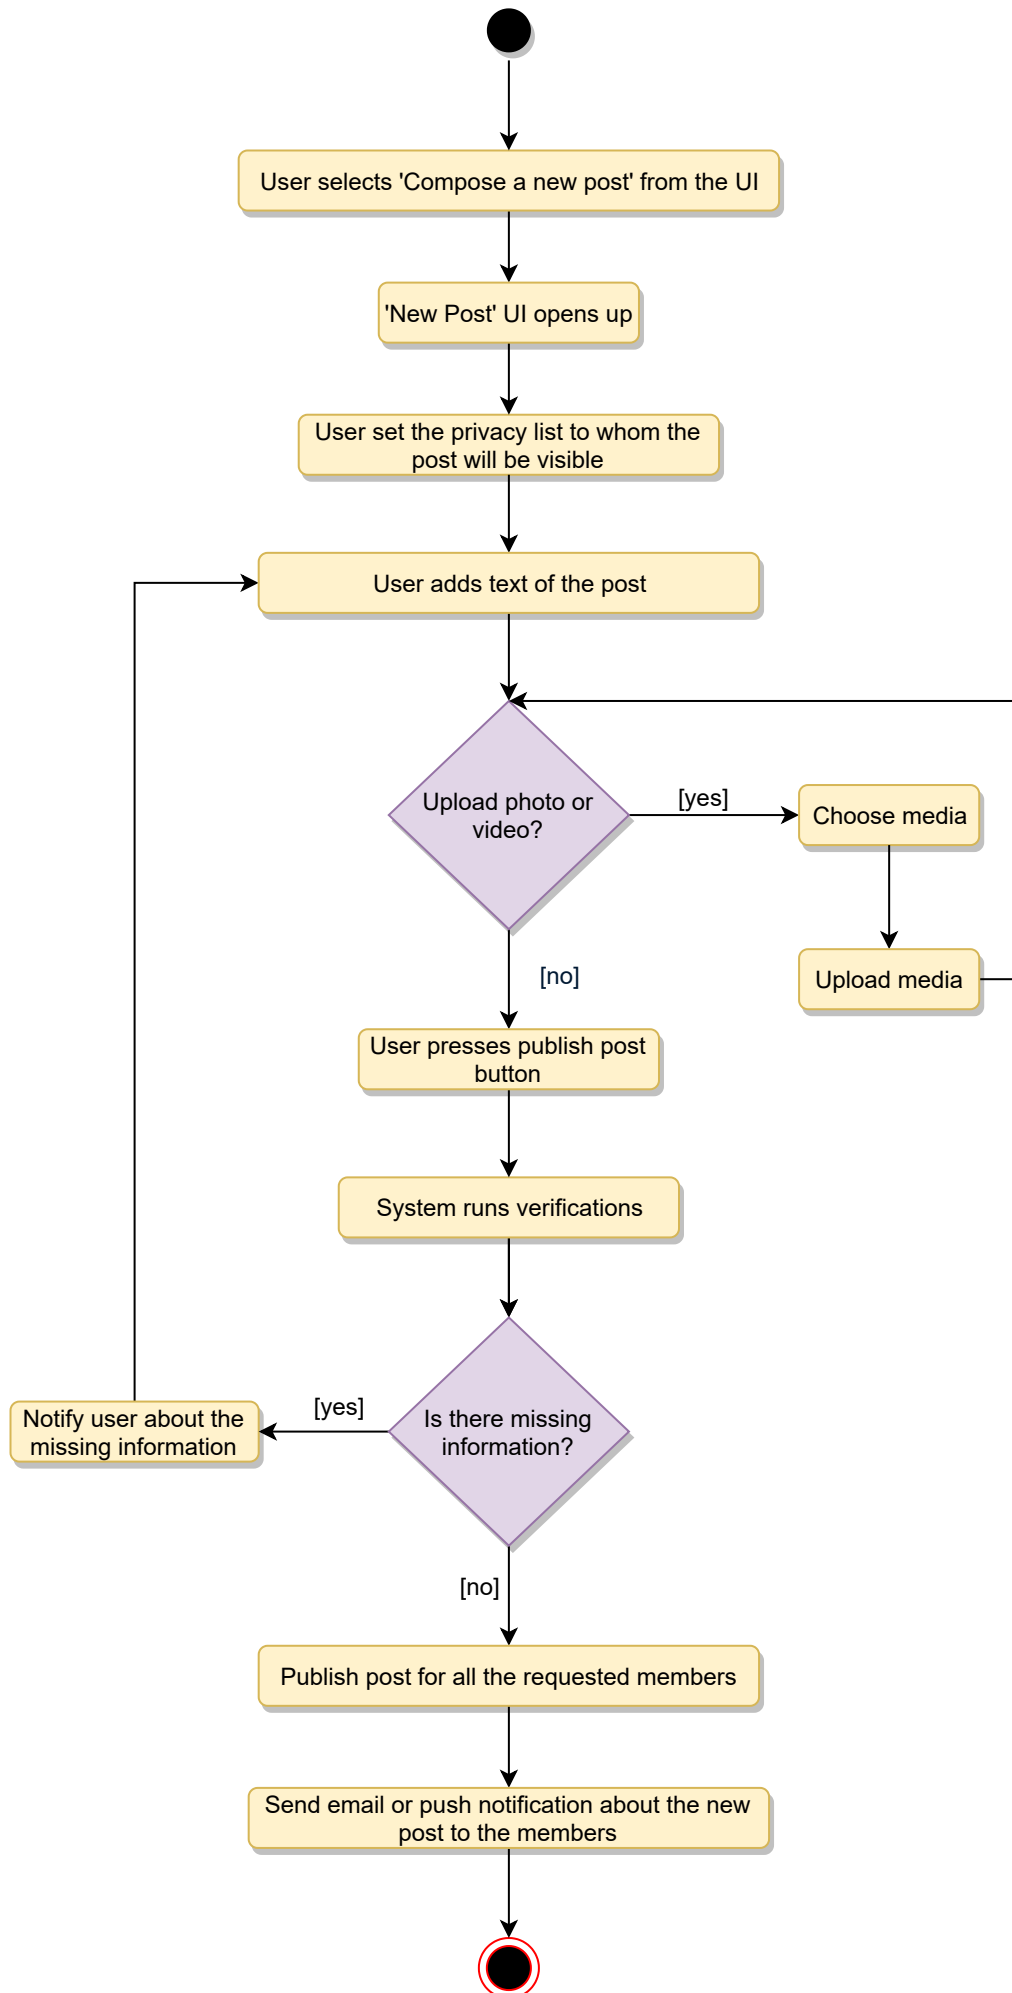 User selects 'Compose a new post' from the UI
'New Post' UI opens up
User set the privacy list to whom the
post will be visible
User adds text of the post
Upload photo or
video?
[yes]
Choose media
Upload media
[no]
User presses publish post
button
System runs verifications
Is there missing
information?
[yes]
Notify user about the
missing information
[no]
Publish post for all the requested members
Send email or push notification about the new
post to the members